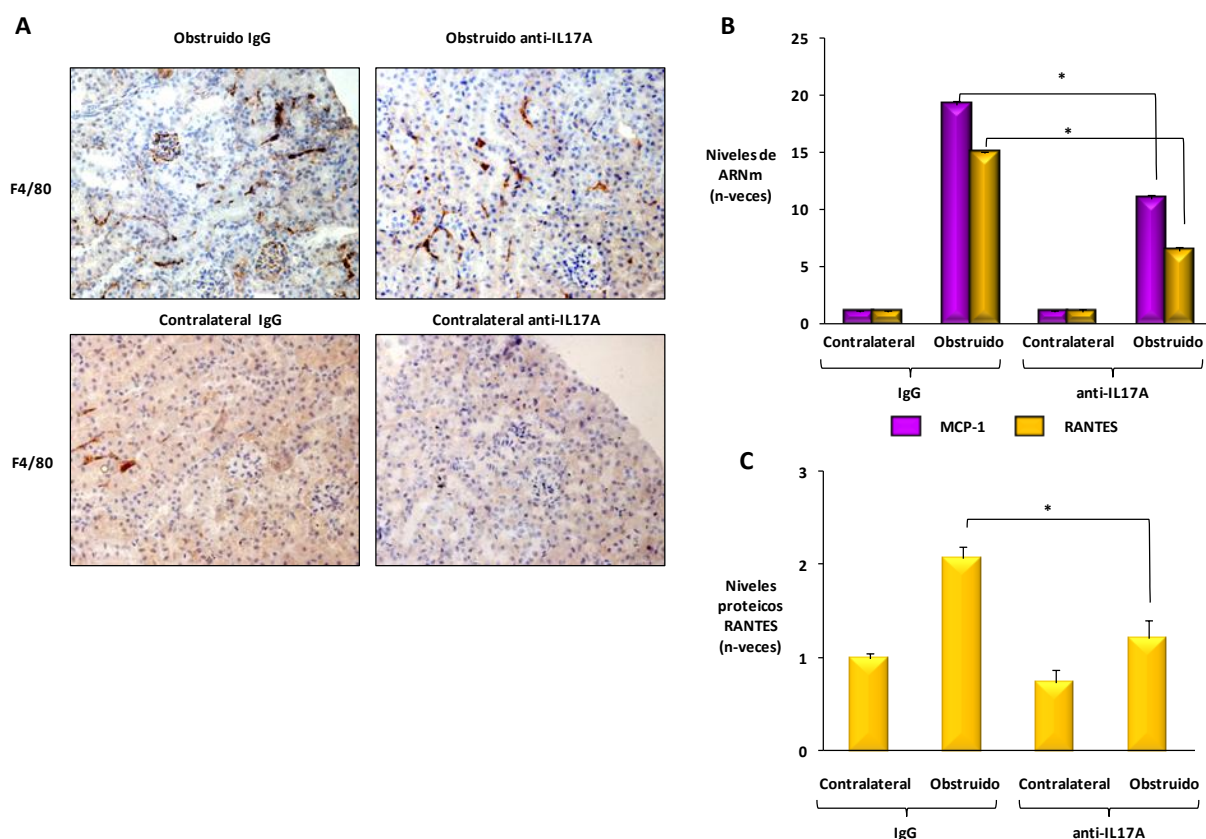 A
Obstruido IgG
Obstruido anti-IL17A
F4/80
Contralateral IgG
Contralateral anti-IL17A
F4/80
B
25
20
15
10
5
0
Niveles de
ARNm
(n-veces)
*
*
Contralateral Obstruido Contralateral Obstruido
IgG anti-IL17A
MCP-1 RANTES
C
3
2
1
0
Niveles
proteicos
RANTES
(n-veces)
*
Contralateral Obstruido Contralateral Obstruido
IgG anti-IL17A